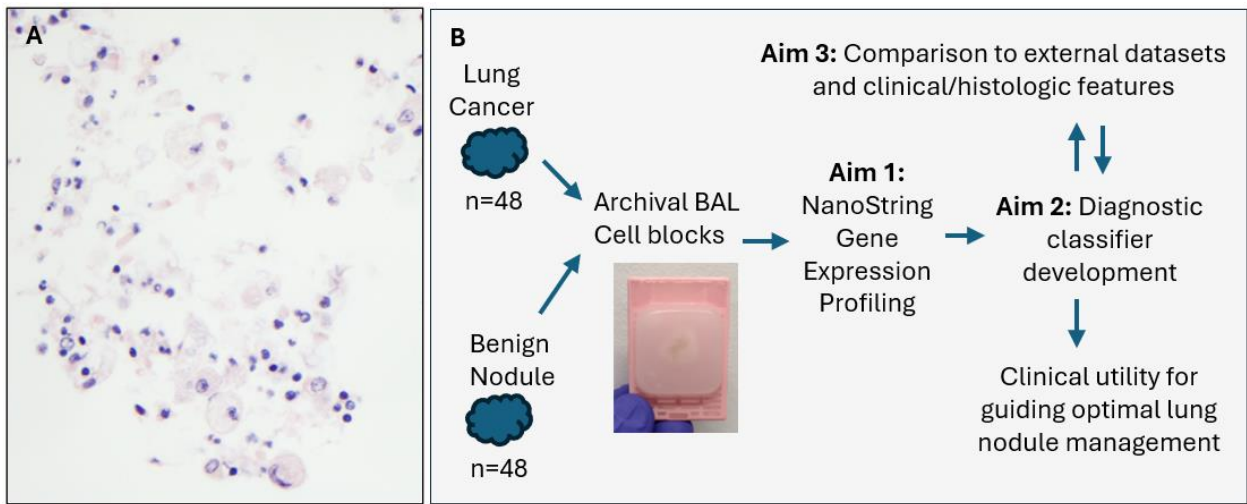 A
B
Lung
Cancer
n=48
Benign
Nodule
n=48
Archival BAL
Cell blocks
Aim 1:
NanoString
Gene
Expression
Profiling
Aim 3: Comparison to external datasets
and clinical/histologic features
Aim 2: Diagnostic
classifier
development
Clinical utility for
guiding optimal lung
nodule management